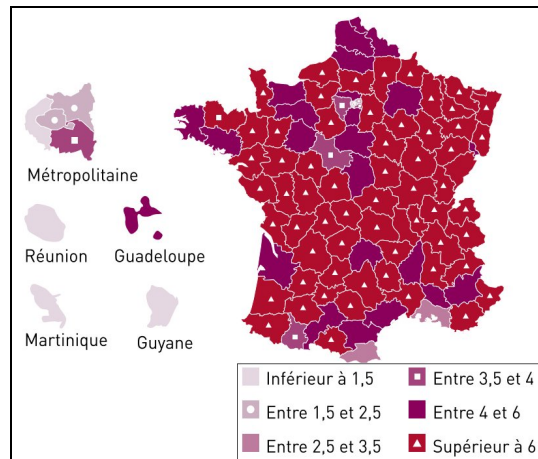 Métropolitaine
Réunion
Guadeloupe
Martinique
Guyane
Inférieur à 1,5
Entre 3,5 et 4
Entre 1,5 et 2,5
Entre 4 et 6
Entre 2,5 et 3,5
Supérieur à 6